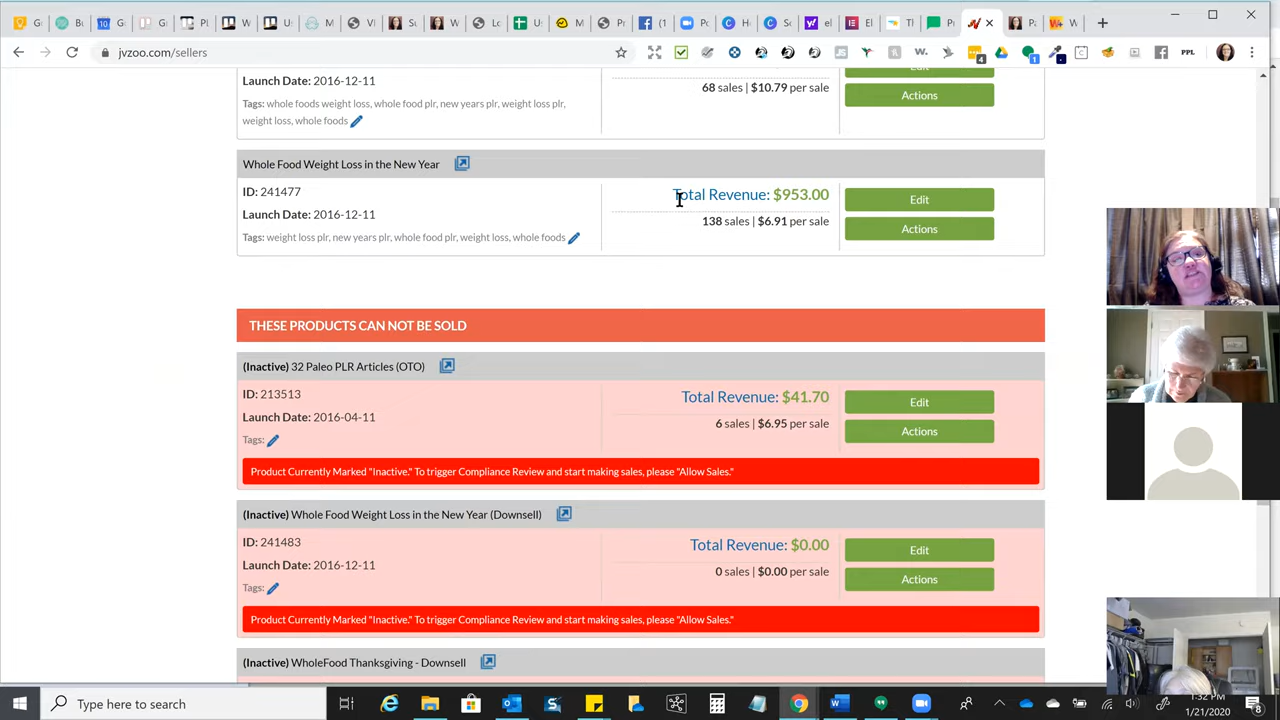 jvzoo.com/sellers
PPL
4
1
Launch Date: 2016-12-11
68 sales | $10.79 per sale
Edit
Actions
Tags: whole foods weight loss, whole food plr, new years plr, weight loss plr,
weight loss, whole foods
Whole Food Weight Loss in the New Year
ID: 241477
Total Revenue: $953.00
Edit
Launch Date: 2016-12-11
138 sales | $6.91 per sale
Actions
Tags: weight loss plr, new years plr, whole food plr, weight loss, whole foods
THESE PRODUCTS CAN NOT BE SOLD
(Inactive) 32 Paleo PLR Articles (OTO)
ID: 213513
Total Revenue: $41.70
Edit
Launch Date: 2016-04-11
6 sales | $6.95 per sale
Actions
Tags:
Product Currently Marked "Inactive." To trigger Compliance Review and start making sales, please "Allow Sales."
(Inactive) Whole Food Weight Loss in the New Year (Downsell)
ID: 241483
Total Revenue: $0.00
Edit
Launch Date: 2016-12-11
0 sales | $0.00 per sale
Actions
Tags:
Product Currently Marked "Inactive." To trigger Compliance Review and start making sales, please "Allow Sales."
(Inactive) WholeFood Thanksgiving - Downsell
Type here to search
1:32 PM
1/21/2020
8